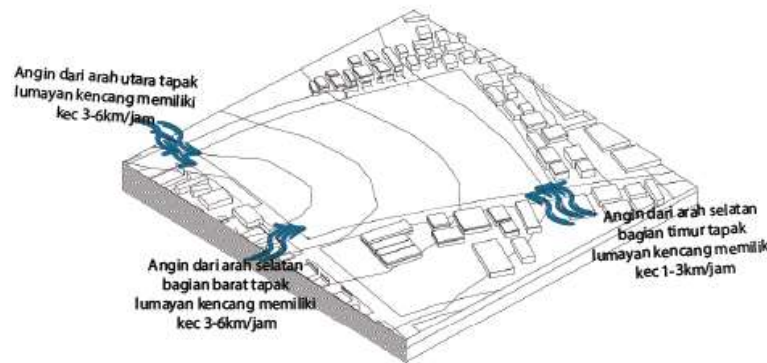 Angin dari arah utara tapak
lumayan kencang memiliki
kec 3-6km/jam
Angin dari arah selatan
bagian barat tapak
lumayan kencang memiliki
kec 3-6km/jam
Angin dari arah selatan
bagian timur tapak
lumayan kencang memilik
kec 1-3km/jam